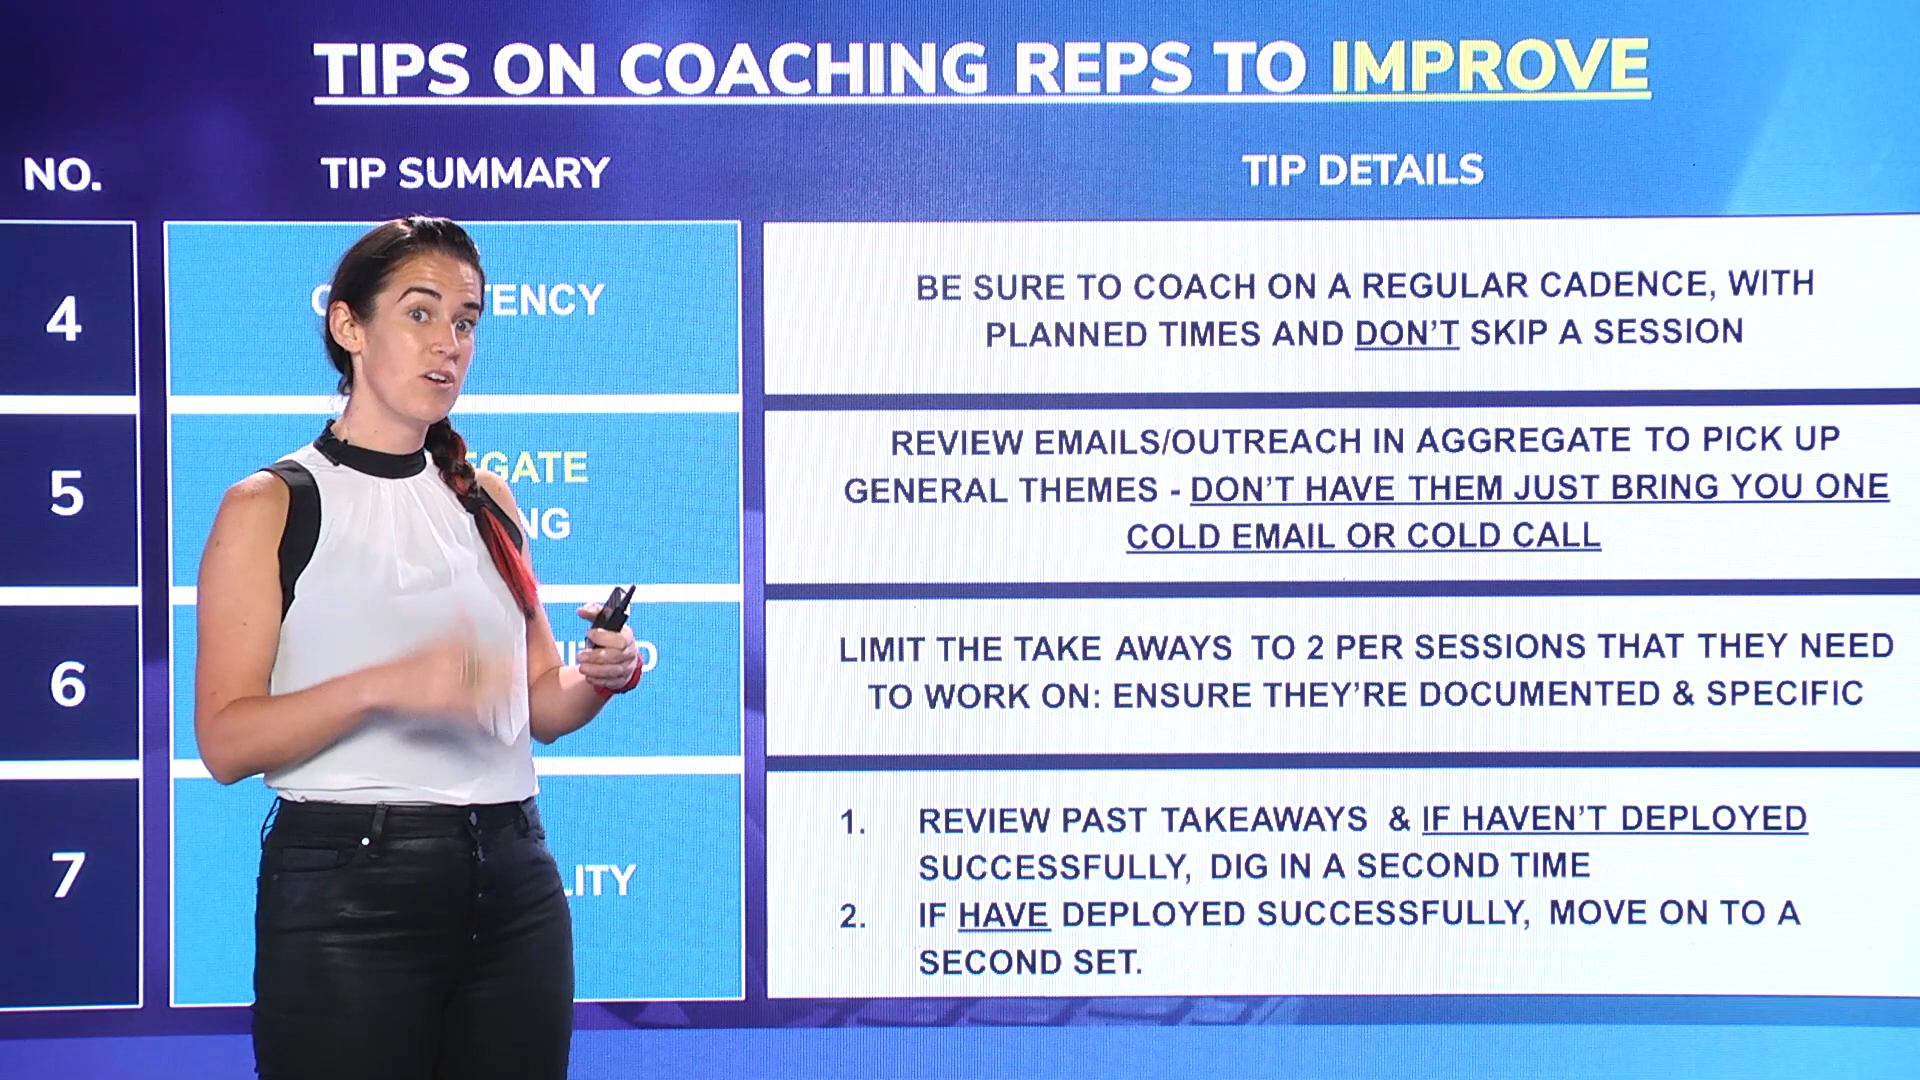 TIPS ON COACHING REPS TO IMPROVE
NO.
TIP SUMMARY
TIP DETAILS
4
BE SURE TO COACH ON A REGULAR CADENCE, WITH
PLANNED TIMES AND DON'T SKIP A SESSION
5
REVIEW EMAILS/OUTREACH IN AGGREGATE TO PICK UP
GENERAL THEMES - DON'T HAVE THEM JUST BRING YOU ONE
COLD EMAIL OR COLD CALL
6
LIMIT THE TAKE AWAYS TO 2 PER SESSIONS THAT THEY NEED
TO WORK ON: ENSURE THEY'RE DOCUMENTED & SPECIFIC
7
1. REVIEW PAST TAKEAWAYS & IF HAVEN'T DEPLOYED
SUCCESSFULLY, DIG IN A SECOND TIME
2. IF HAVE DEPLOYED SUCCESSFULLY, MOVE ON TO A
SECOND SET.